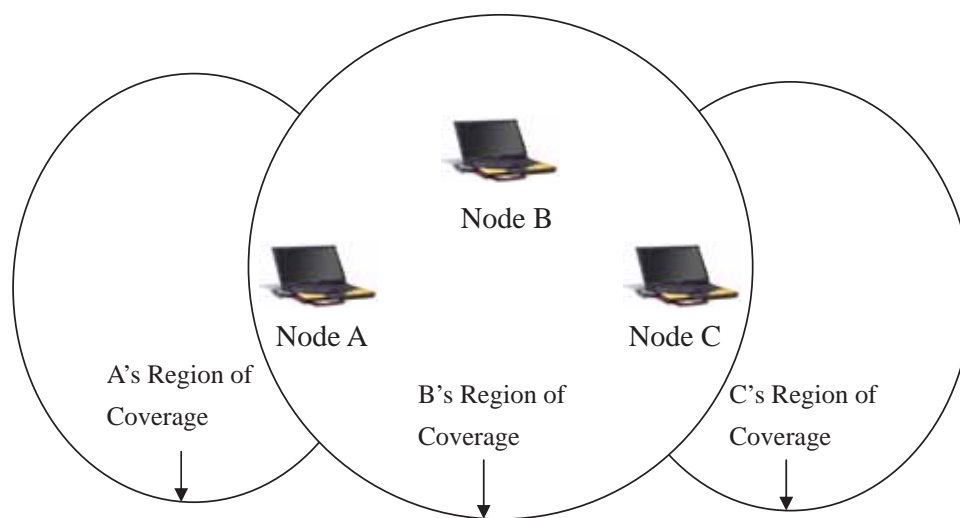 Node B
Node A
Node C
A’s Region of
Coverage
B’s Region of
Coverage
C’s Region of
Coverage